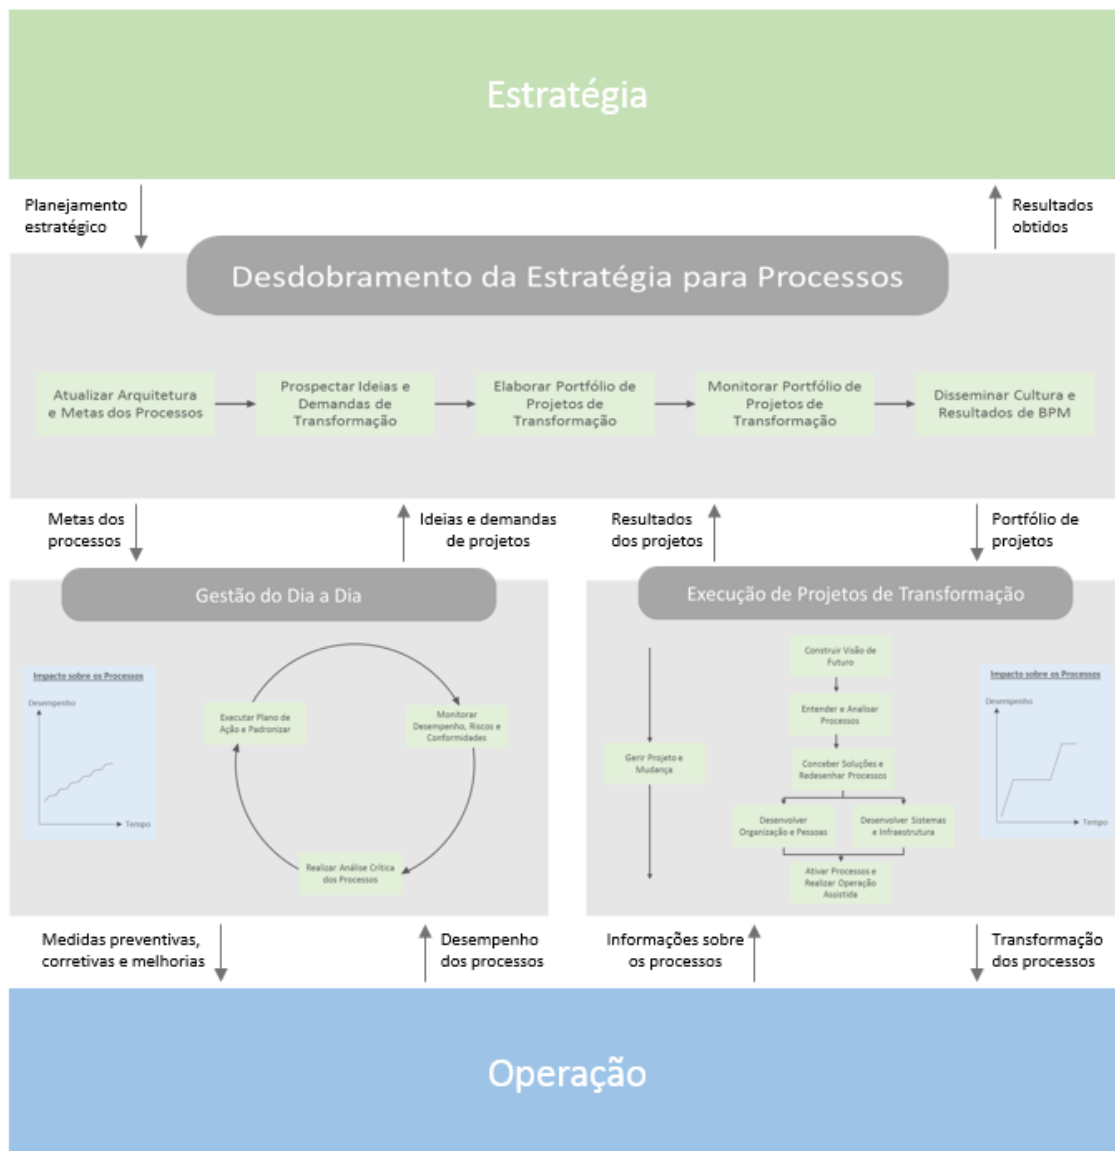 Estratégia
Planejamento
estratégico
Resultados
obtidos
Desdobramento da Estratégia para Processos
Atualizar Arquitetura
e Metas dos Processos
Prospectar Ideias e
Demandas de
Transformação
Elaborar Portfólio de
Projetos de
Transformação
Monitorar Portfólio de
Projetos de
Transformação
Disseminar Cultura e
Resultados de BPM
Metas dos
processos
Ideias e demandas
de projetos
Resultados
dos projetos
Portfólio de
projetos
Gestão do Dia a Dia
Impacto sobre os Processos
Desempenho
Tempo
Executar Plano de
Ação e Padronizar
Monitorar
Desempenho, Riscos e
Conformidades
Realizar Análise Crítica
dos Processos
Execução de Projetos de Transformação
Gerir Projeto e
Mudança
Construir Visão de
Futuro
Entender e Analisar
Processos
Conceber Soluções e
Redesenhar Processos
Desenvolver
Organização e Pessoas
Desenvolver Sistemas
e Infraestrutura
Ativar Processos e
Realizar Operação
Assistida
Impacto sobre os Processos
Desempenho
Tempo
Medidas preventivas,
corretivas e melhorias
Desempenho
dos processos
Informações sobre
os processos
Transformação
dos processos
Operação